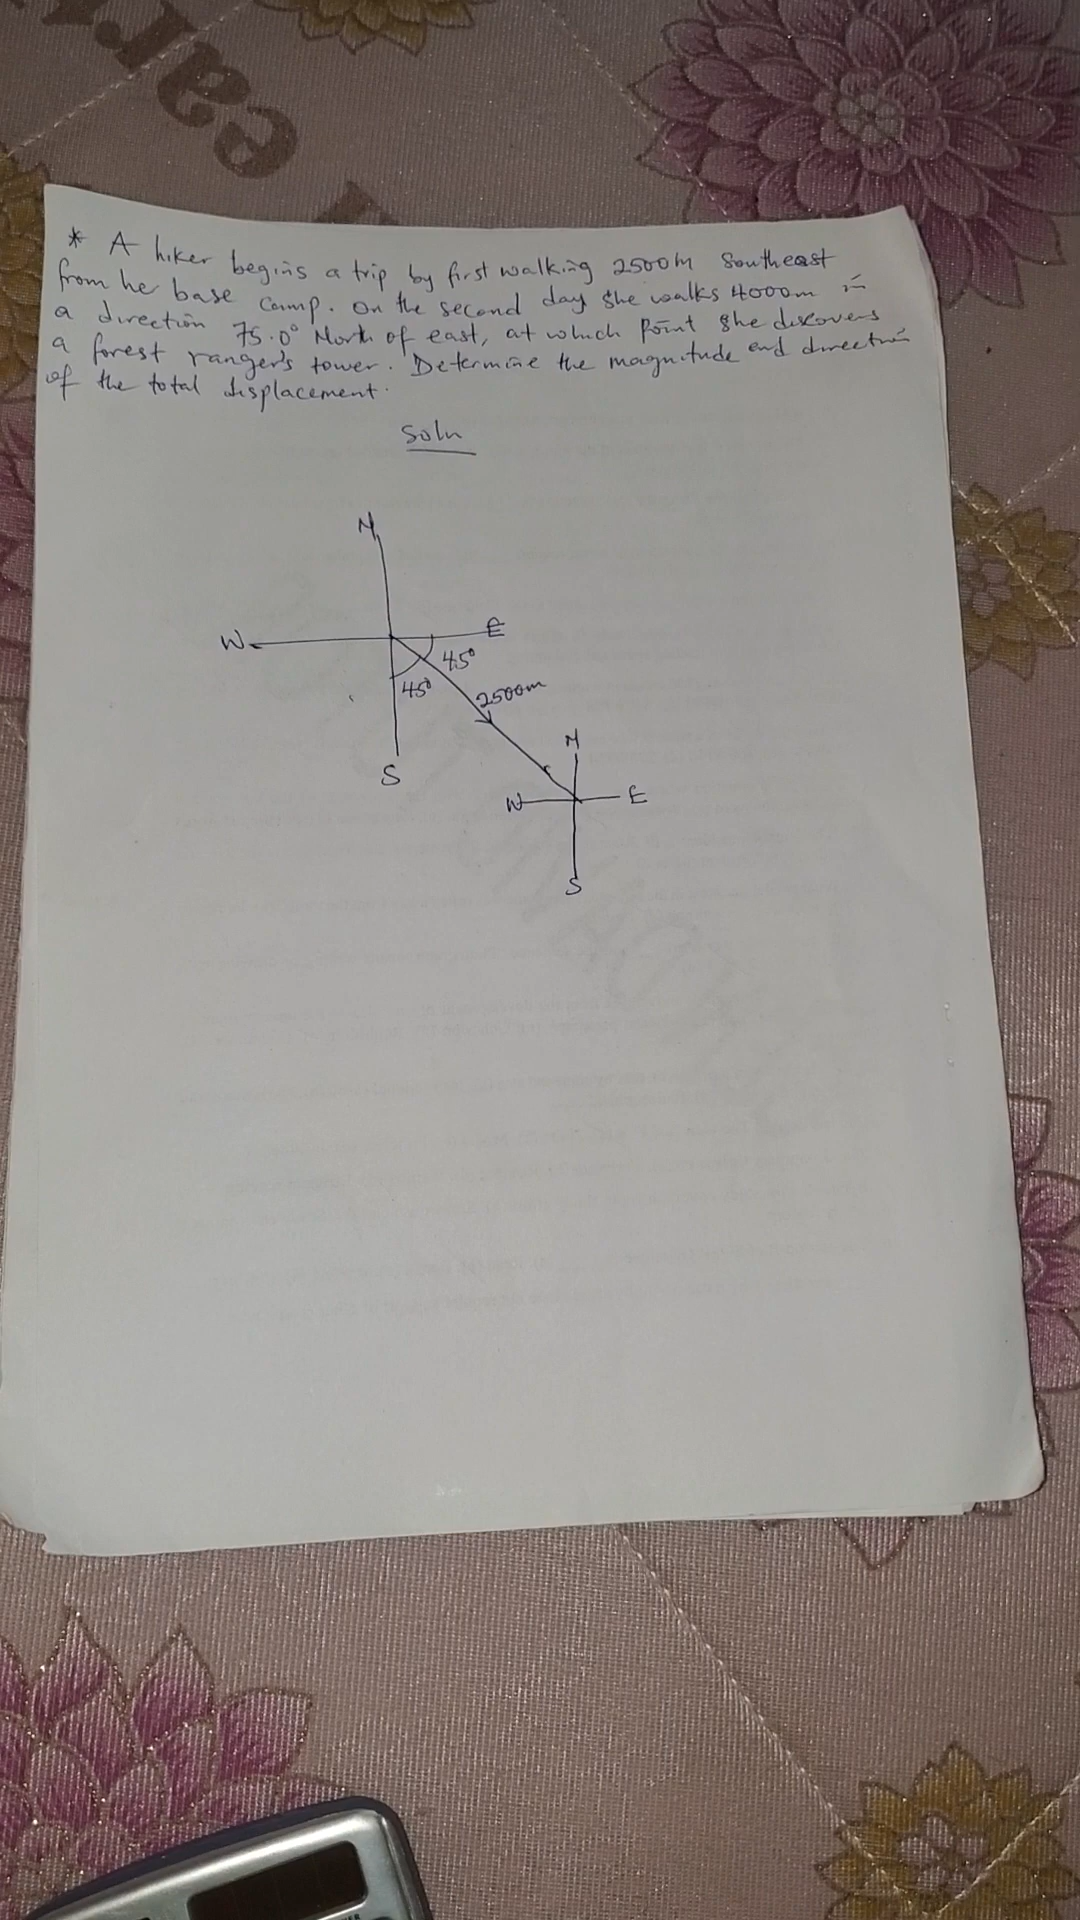 * A hiker begins a trip by first walking 2500m Southeast
from he base Camp. On the second day she walks 4000m in
a direction 75.0° North of east, at which Point she discovers
a forest ranger's tower. Determine the magnitude and direction
of the total displacement.
Soln
N
W E
45°
45°
2500m
S
N
W E
S